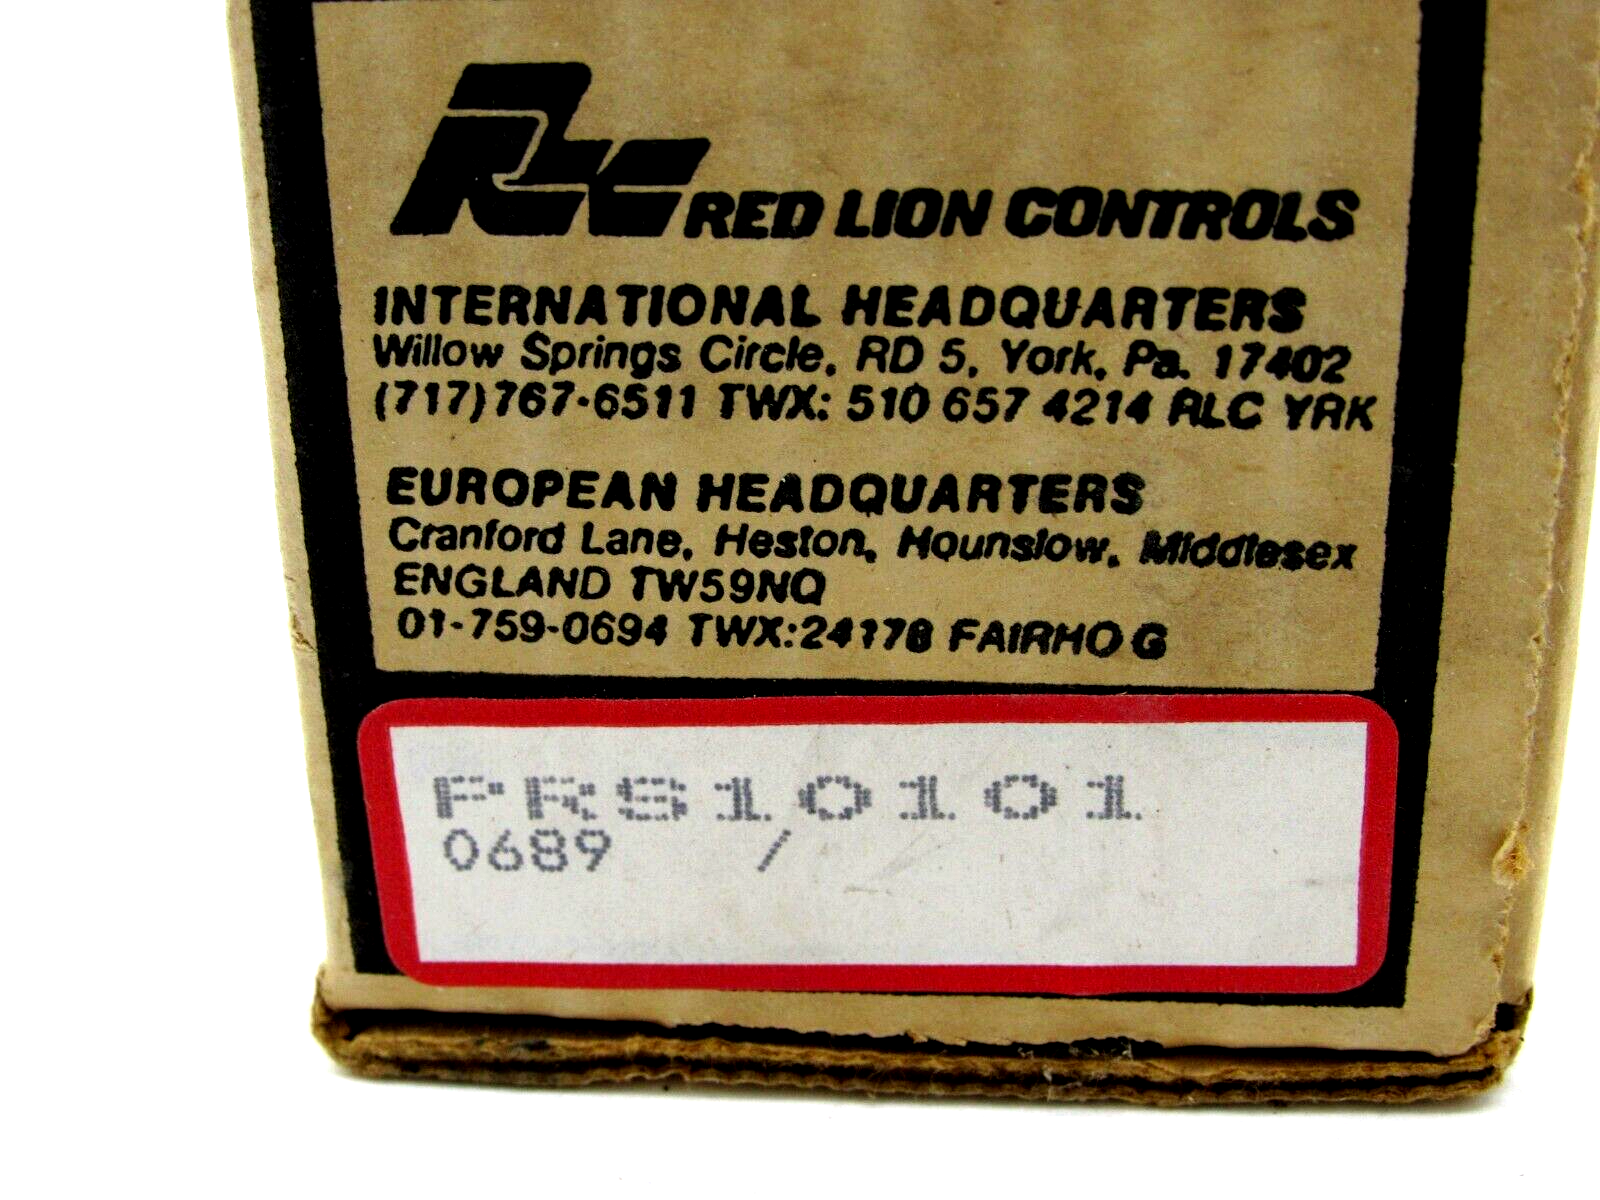 RLC RED LION CONTROLS
INTERNATIONAL HEADQUARTERS
Willow Springs Circle, RD 5, York, Pa. 17402
(717)767-6511 TWX: 510 657 4214 RLC YRK
EUROPEAN HEADQUARTERS
Cranford Lane, Heston, Hounslow, Middlesex
ENGLAND TW59NQ
01-759-0694 TWX:24178 FAIRHO G
PRS10101
0689 /